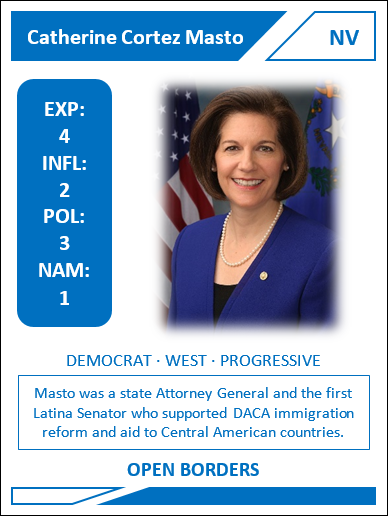 Catherine Cortez Masto
NV
EXP:
4
INFL:
2
POL:
3
NAM:
1
DEMOCRAT · WEST · PROGRESSIVE
Masto was a state Attorney General and the first
Latina Senator who supported DACA immigration
reform and aid to Central American countries.
OPEN BORDERS